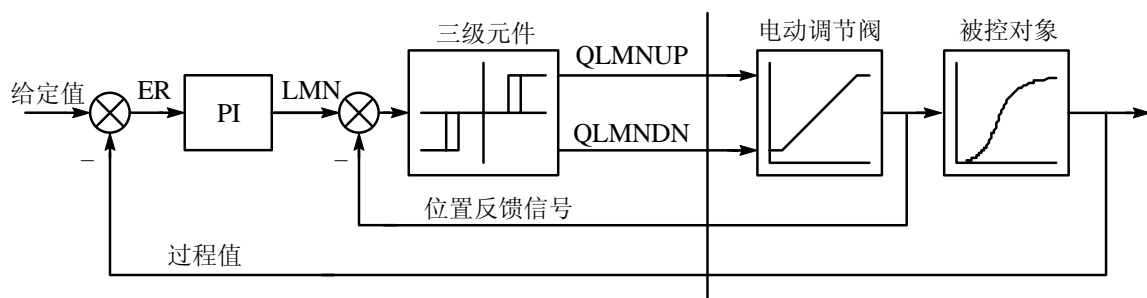 三级元件
电动调节阀
被控对象
给定值
ER
PI
LMN
QLMNUP
QLMNDN
−
−
位置反馈信号
过程值